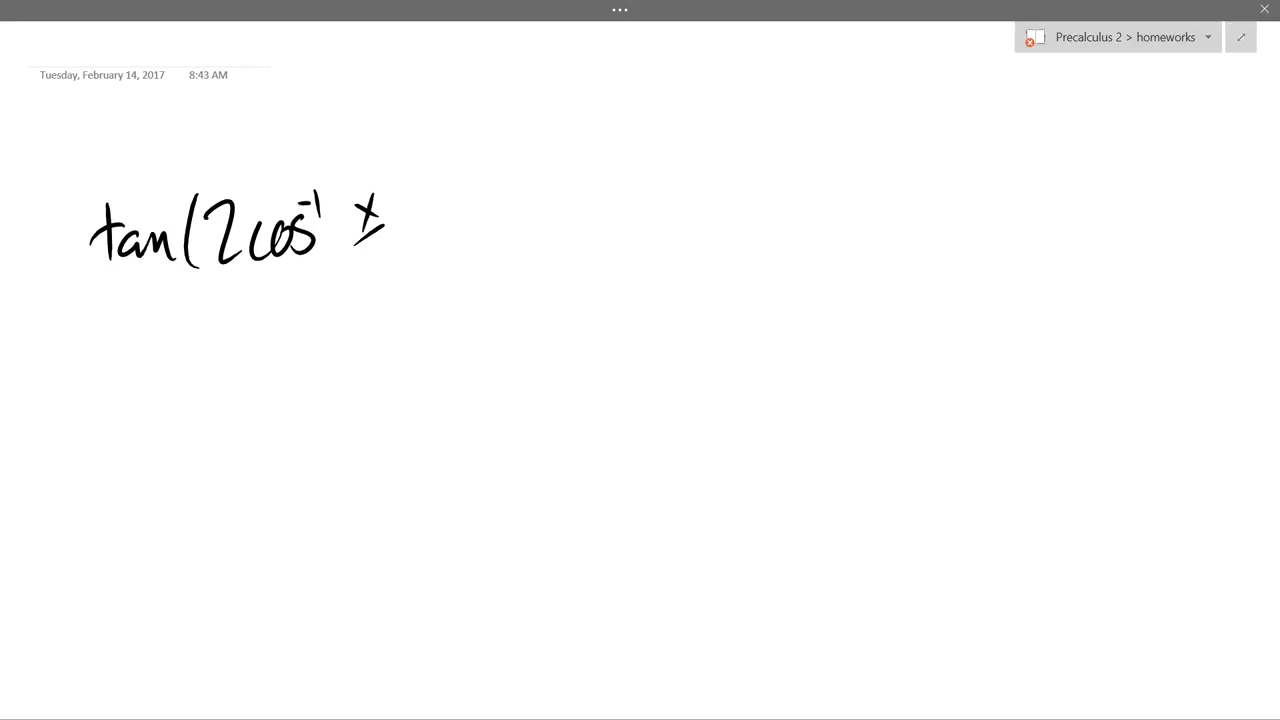 ...
Precalculus 2 > homeworks
Tuesday, February 14, 2017 8:43 AM
tan(2cos⁻¹ x